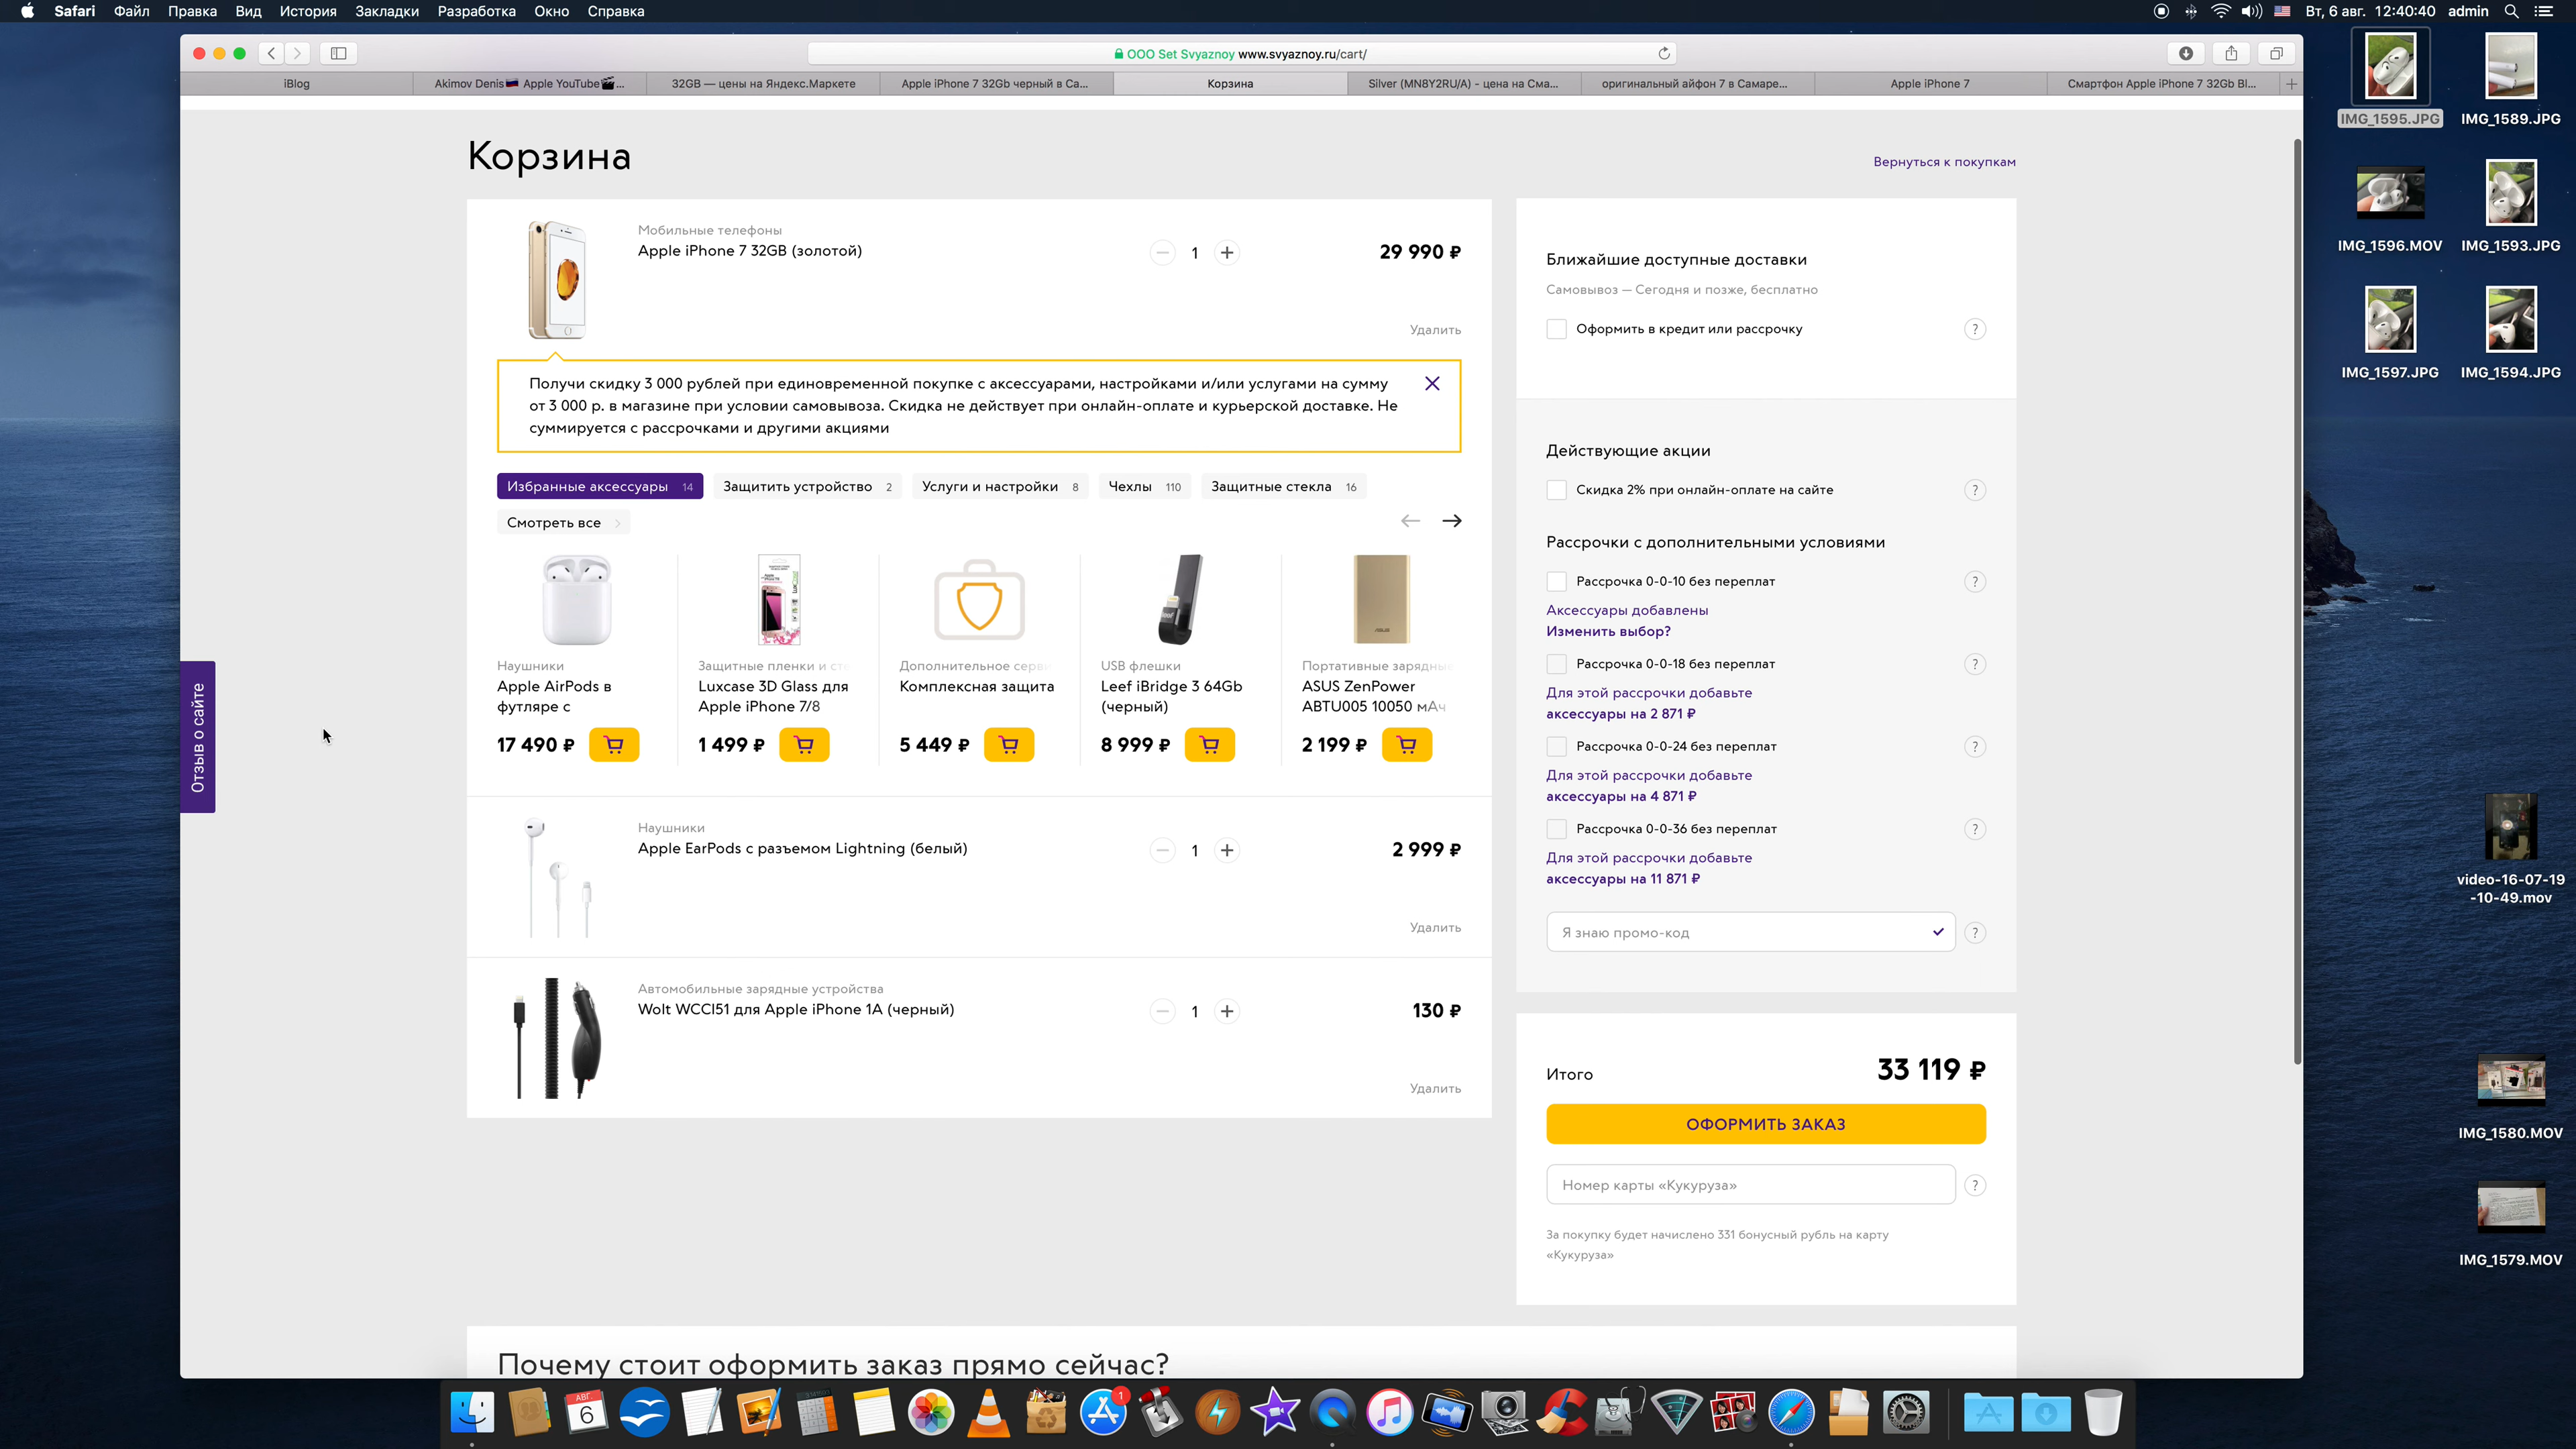 Safari Файл Правка Вид История Закладки Разработка Окно Справка
Вт, 6 авг. 12:40:40 admin
OOO Set Svyaznoy www.svyaznoy.ru/cart/
iBlog
Akimov Denis Apple YouTube ...
32GB — цены на Яндекс.Маркете
Apple iPhone 7 32Gb черный в Са...
Корзина
Silver (MN8Y2RU/A) - цена на Сма...
оригинальный айфон 7 в Самаре...
Apple iPhone 7
Смартфон Apple iPhone 7 32Gb Bl...
Корзина
Вернуться к покупкам
Мобильные телефоны
Apple iPhone 7 32GB (золотой)
1
29 990 ₽
Удалить
Получи скидку 3 000 рублей при единовременной покупке с аксессуарами, настройками и/или услугами на сумму
от 3 000 р. в магазине при условии самовывоза. Скидка не действует при онлайн-оплате и курьерской доставке. Не
суммируется с рассрочками и другими акциями
Избранные аксессуары 14
Защитить устройство 2
Услуги и настройки 8
Чехлы 110
Защитные стекла 16
Смотреть все
Наушники
Apple AirPods в
футляре с
17 490 ₽
Защитные пленки и сте
Luxcase 3D Glass для
Apple iPhone 7/8
1 499 ₽
Дополнительное серви
Комплексная защита
5 449 ₽
USB флешки
Leef iBridge 3 64Gb
(черный)
8 999 ₽
ASUS
Портативные зарядные
ASUS ZenPower
ABTU005 10050 мАч
2 199 ₽
Наушники
Apple EarPods с разъемом Lightning (белый)
1
2 999 ₽
Удалить
Автомобильные зарядные устройства
Wolt WCCI51 для Apple iPhone 1A (черный)
1
130 ₽
Удалить
Отзыв о сайте
Ближайшие доступные доставки
Самовывоз — Сегодня и позже, бесплатно
Оформить в кредит или рассрочку ?
Действующие акции
Скидка 2% при онлайн-оплате на сайте ?
Рассрочки с дополнительными условиями
Рассрочка 0-0-10 без переплат ?
Аксессуары добавлены
Изменить выбор?
Рассрочка 0-0-18 без переплат ?
Для этой рассрочки добавьте
аксессуары на 2 871 ₽
Рассрочка 0-0-24 без переплат ?
Для этой рассрочки добавьте
аксессуары на 4 871 ₽
Рассрочка 0-0-36 без переплат ?
Для этой рассрочки добавьте
аксессуары на 11 871 ₽
Я знаю промо-код ?
Итого 33 119 ₽
ОФОРМИТЬ ЗАКАЗ
Номер карты «Кукуруза» ?
За покупку будет начислено 331 бонусный рубль на карту
«Кукуруза»
Почему стоит оформить заказ прямо сейчас?
IMG_1595.JPG
IMG_1589.JPG
IMG_1596.MOV
IMG_1593.JPG
IMG_1597.JPG
IMG_1594.JPG
video-16-07-19
-10-49.mov
IMG_1580.MOV
IMG_1579.MOV
АВГ.
6
1